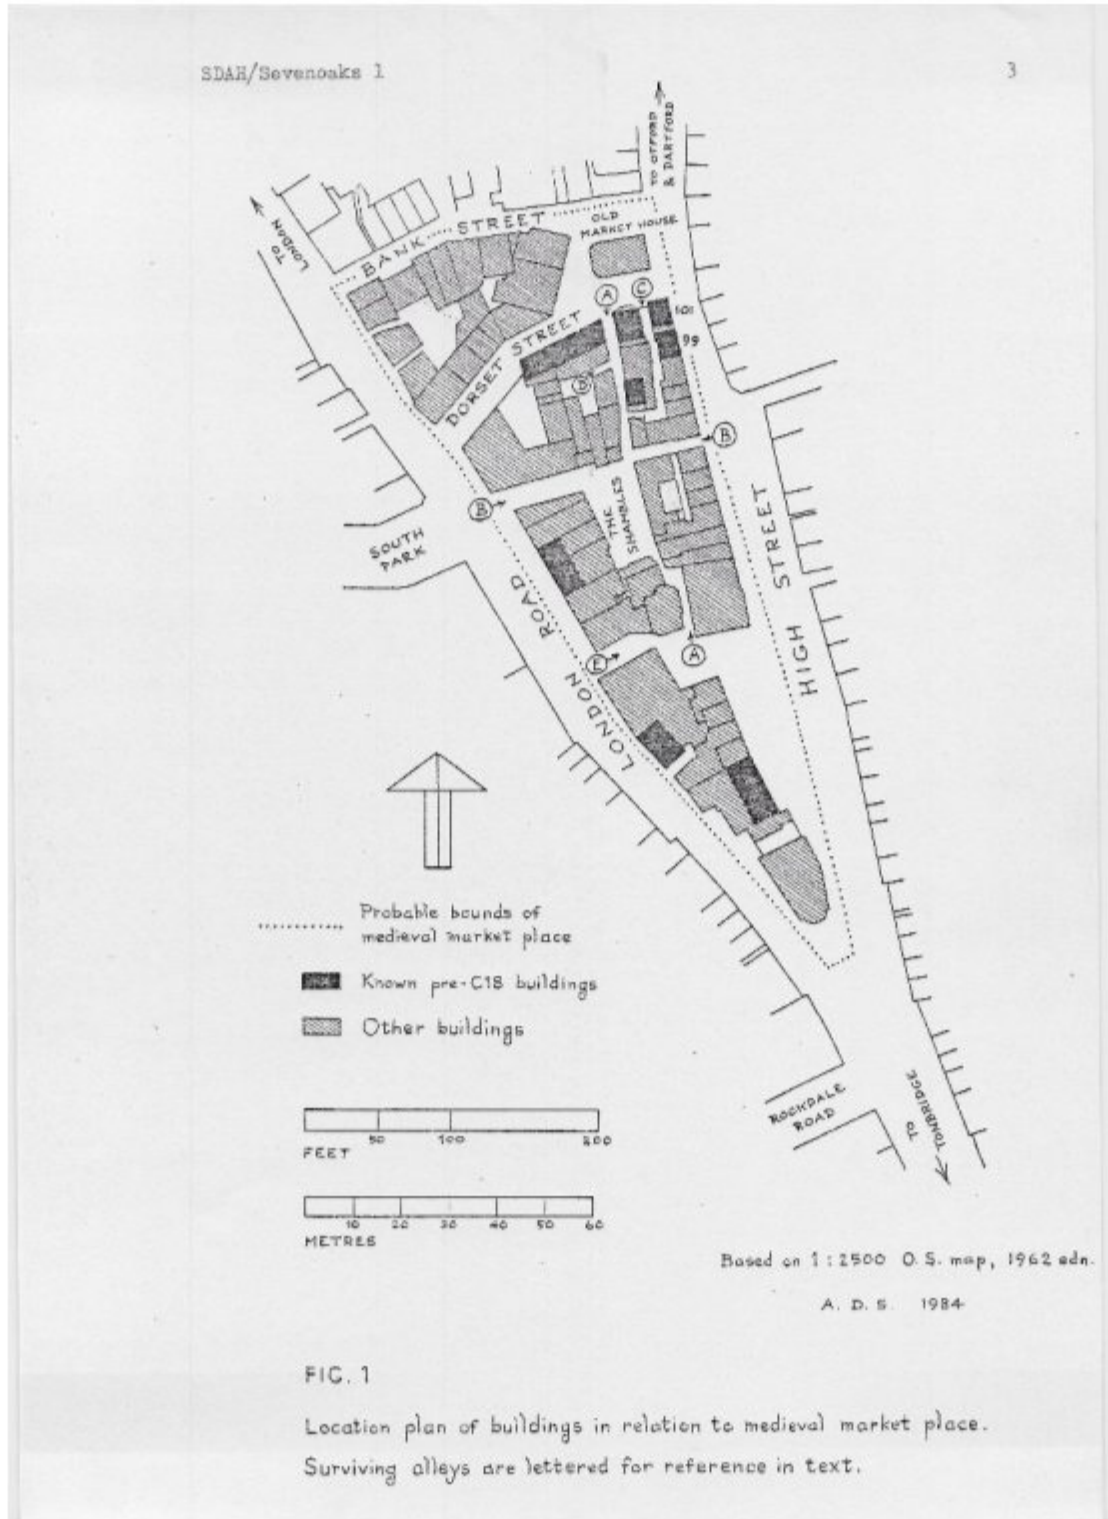 SDAH/Sevenoaks 1
3
TO OTFORD
& DARTFORD
TO
LONDON
BANK STREET
OLD
MARKET HOUSE
A
C
101
99
DORSET STREET
B
B
THE
SHAMBLES
SOUTH
PARK
HIGH STREET
LONDON ROAD
E
A
Probable bounds of
medieval market place
Known pre-C18 buildings
Other buildings
50 100 200
FEET
10 20 30 40 50 60
METRES
ROCKDALE
ROAD
TO
TONBRIDGE
Based on 1:2500 O.S. map, 1962 edn.
A. D. S. 1984
FIG. 1
Location plan of buildings in relation to medieval market place.
Surviving alleys are lettered for reference in text.